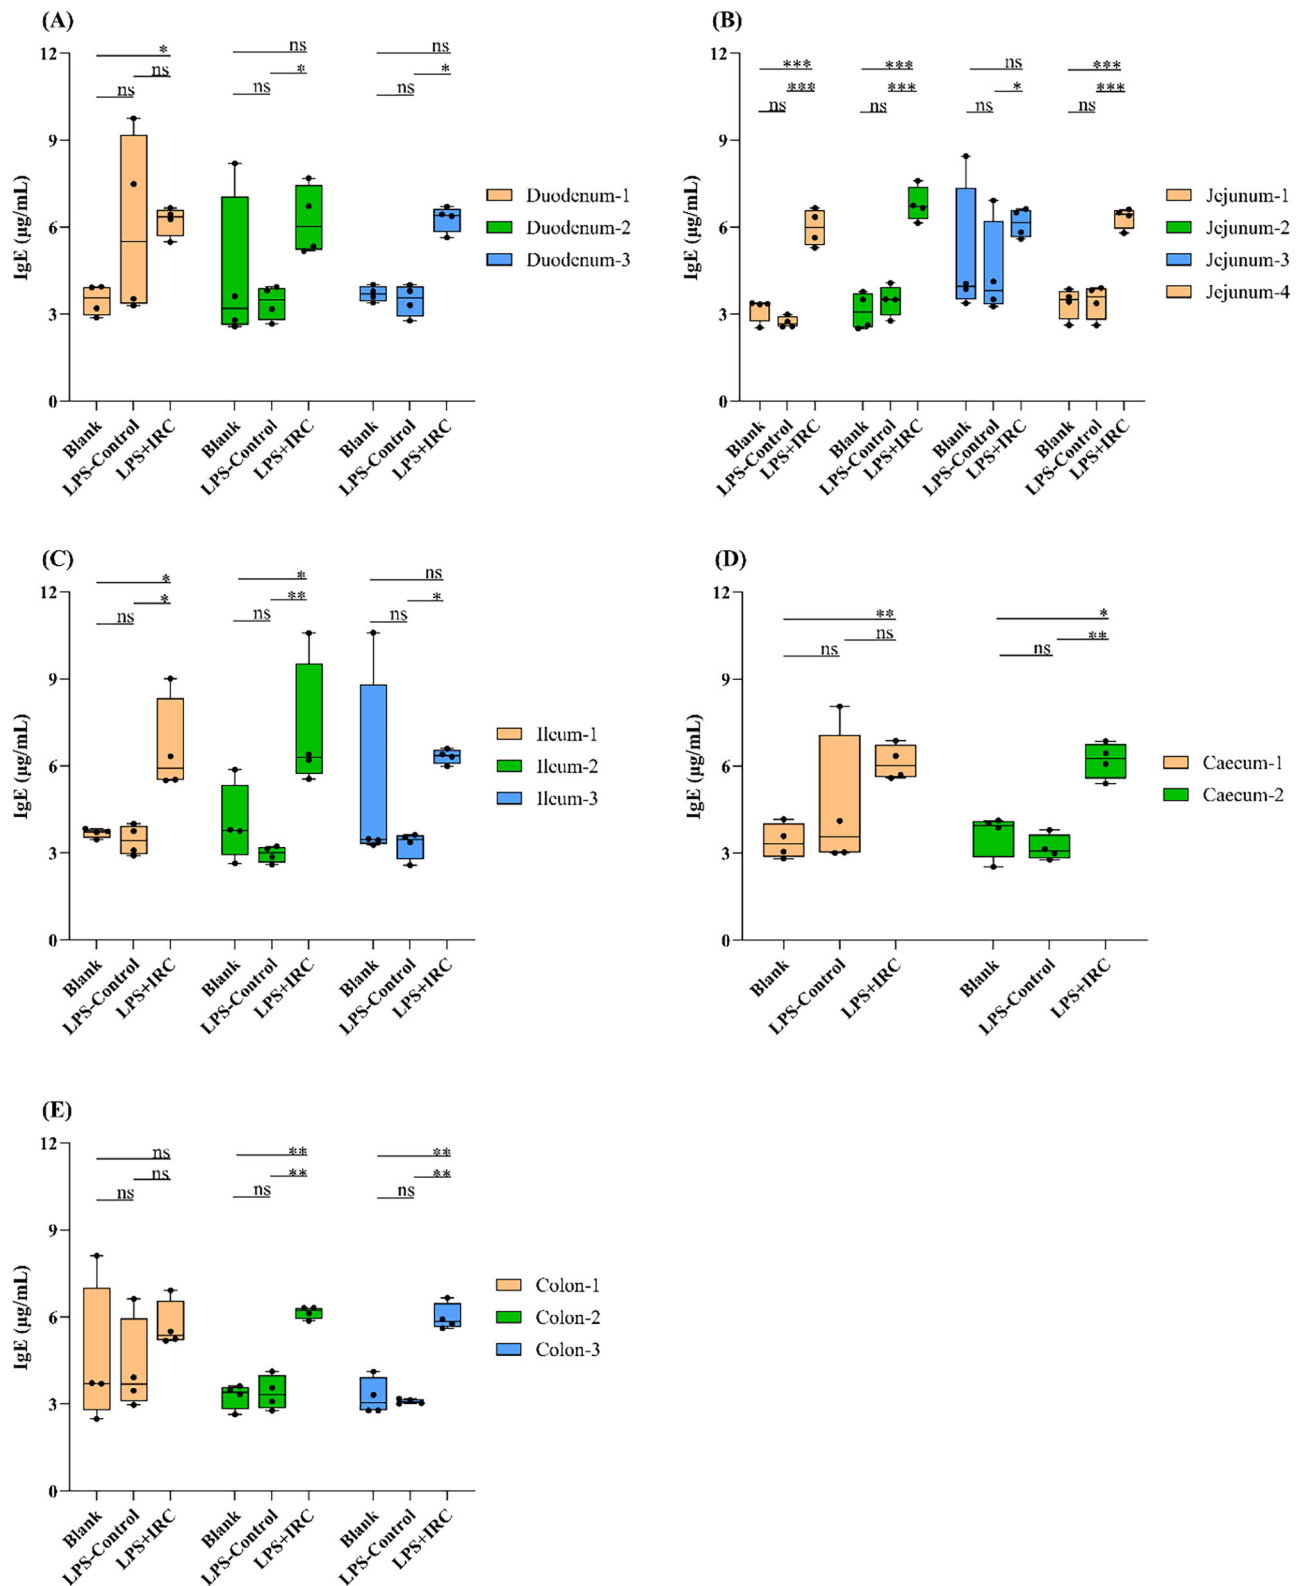 (A)
12
9
6
3
0
IgE (µg/mL)
*
ns
ns
ns
*
ns
ns
*
ns
Duodenum-1
Duodenum-2
Duodenum-3
Blank
LPS-Control
LPS+IRC
Blank
LPS-Control
LPS+IRC
Blank
LPS-Control
LPS+IRC
(B)
12
9
6
3
0
IgE (µg/mL)
***
***
ns
***
***
ns
ns
*
ns
***
***
ns
Jejunum-1
Jejunum-2
Jejunum-3
Jejunum-4
Blank
LPS-Control
LPS+IRC
Blank
LPS-Control
LPS+IRC
Blank
LPS-Control
LPS+IRC
Blank
LPS-Control
LPS+IRC
(C)
12
9
6
3
0
IgE (µg/mL)
*
*
ns
*
**
ns
ns
*
ns
Ileum-1
Ileum-2
Ileum-3
Blank
LPS-Control
LPS+IRC
Blank
LPS-Control
LPS+IRC
Blank
LPS-Control
LPS+IRC
(D)
12
9
6
3
0
IgE (µg/mL)
**
ns
ns
*
**
ns
Caecum-1
Caecum-2
Blank
LPS-Control
LPS+IRC
Blank
LPS-Control
LPS+IRC
(E)
12
9
6
3
0
IgE (µg/mL)
ns
ns
ns
**
**
ns
**
**
ns
Colon-1
Colon-2
Colon-3
Blank
LPS-Control
LPS+IRC
Blank
LPS-Control
LPS+IRC
Blank
LPS-Control
LPS+IRC